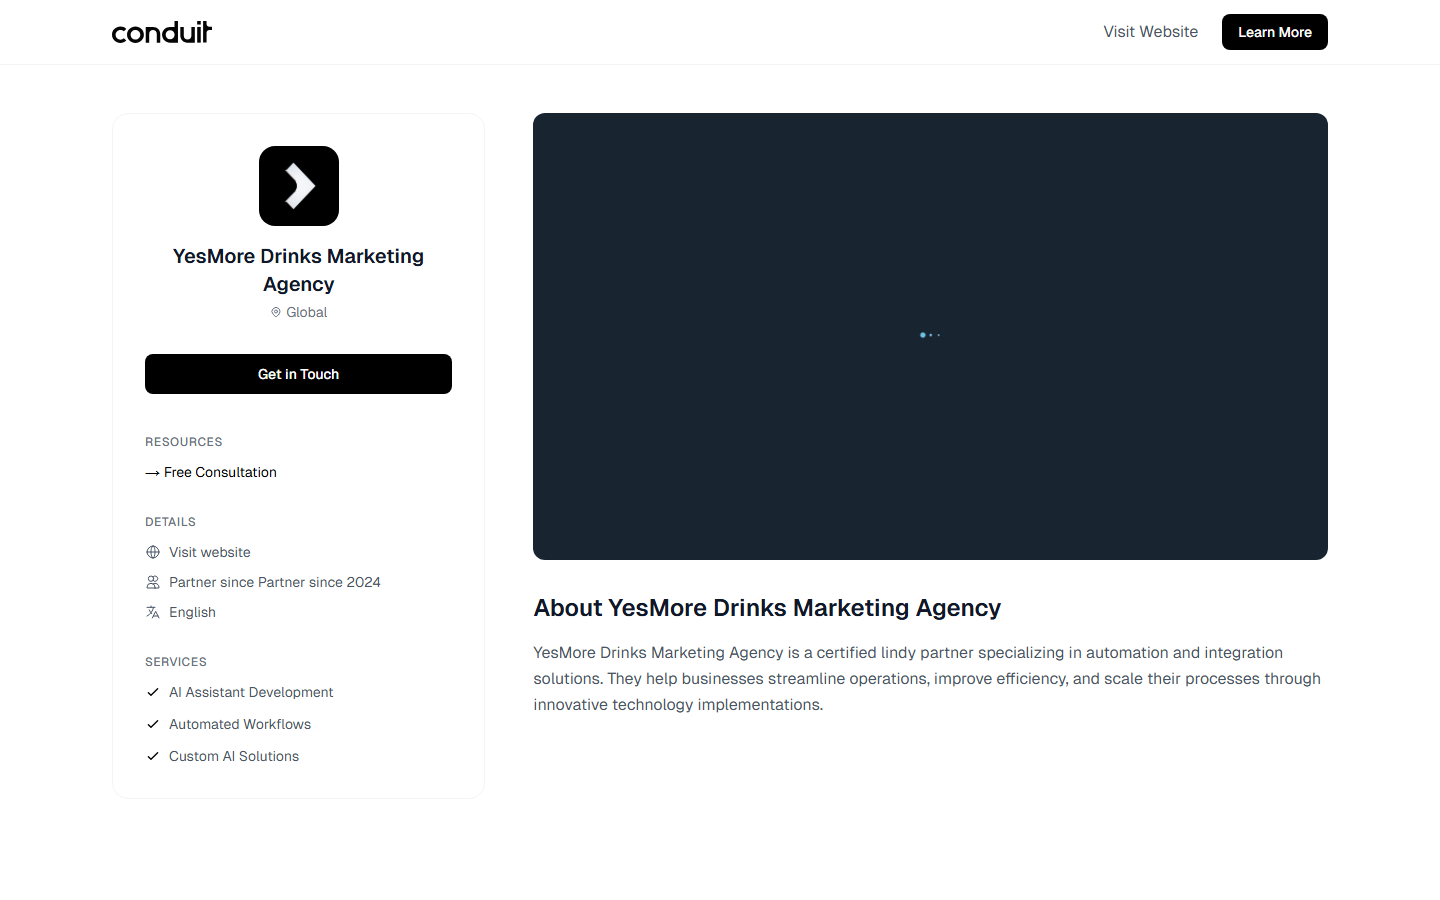 conduit
Visit Website
Learn More
YesMore Drinks Marketing
Agency
Global
Get in Touch
RESOURCES
→ Free Consultation
DETAILS
Visit website
Partner since Partner since 2024
English
SERVICES
AI Assistant Development
Automated Workflows
Custom AI Solutions
About YesMore Drinks Marketing Agency
YesMore Drinks Marketing Agency is a certified lindy partner specializing in automation and integration
solutions. They help businesses streamline operations, improve efficiency, and scale their processes through
innovative technology implementations.